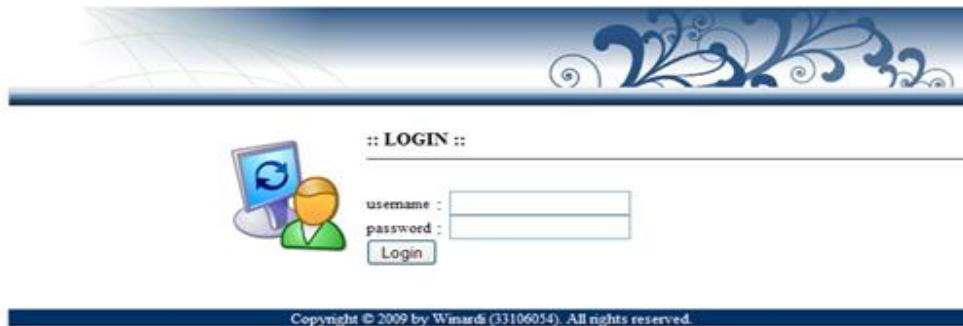 :: LOGIN ::
username :
password :
Login
Copyright © 2009 by Winardi (33106054). All rights reserved.